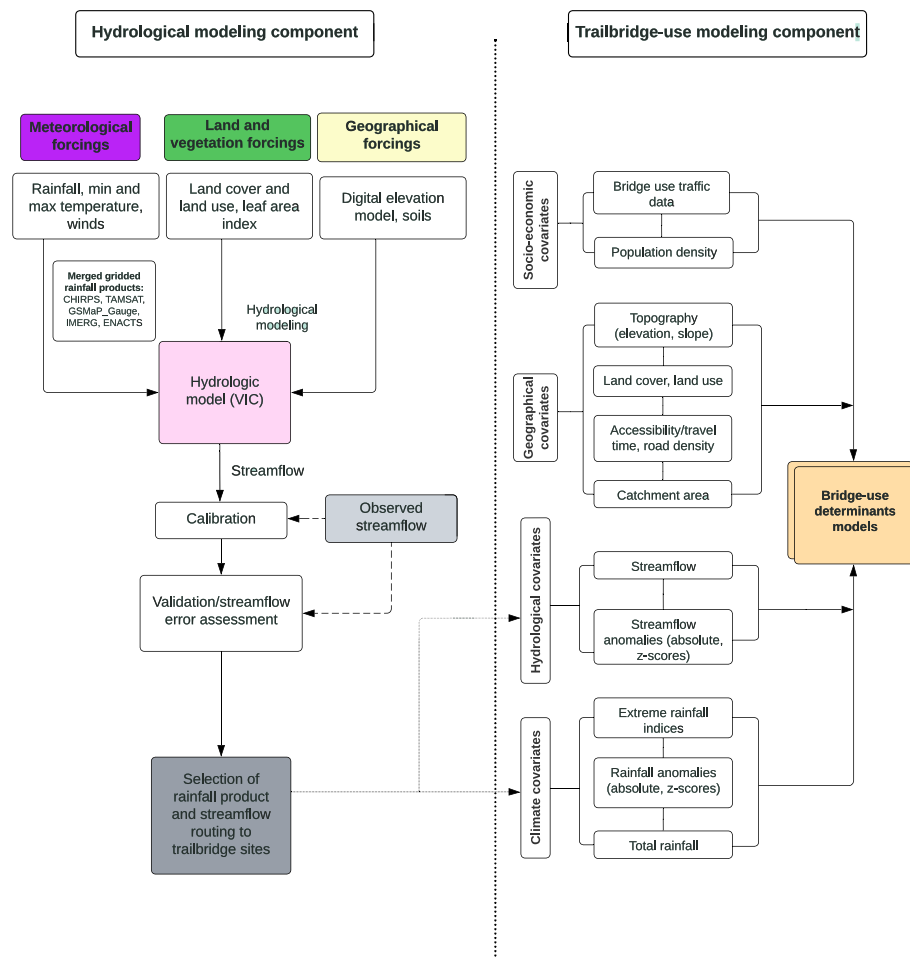 Hydrological modeling component
Trailbridge-use modeling component
Meteorological
forcings
Land and
vegetation forcings
Geographical
forcings
Rainfall, min and
max temperature,
winds
Land cover and
land use, leaf area
index
Digital elevation
model, soils
Merged gridded
rainfall products:
CHIRPS, TAMSAT,
GSMaP_Gauge,
IMERG, ENACTS
Hydrological
modeling
Hydrologic
model (VIC)
Streamflow
Calibration
Observed
streamflow
Validation/streamflow
error assessment
Selection of
rainfall product
and streamflow
routing to
trailbridge sites
Socio-economic
covariates
Bridge use traffic
data
Population density
Geographical
covariates
Topography
(elevation, slope)
Land cover, land use
Accessibility/travel
time, road density
Catchment area
Hydrological covariates
Streamflow
Streamflow
anomalies (absolute,
z-scores)
Climate covariates
Extreme rainfall
indices
Rainfall anomalies
(absolute, z-scores)
Total rainfall
Bridge-use
determinants
models